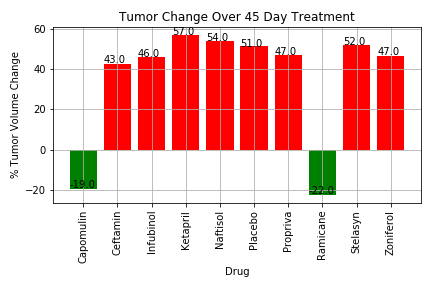 Tumor Change Over 45 Day Treatment
% Tumor Volume Change
60
40
20
0
−20
-19.0
43.0
46.0
57.0
54.0
51.0
47.0
-22.0
52.0
47.0
Capomulin
Ceftamin
Infubinol
Ketapril
Naftisol
Placebo
Propriva
Ramicane
Stelasyn
Zoniferol
Drug